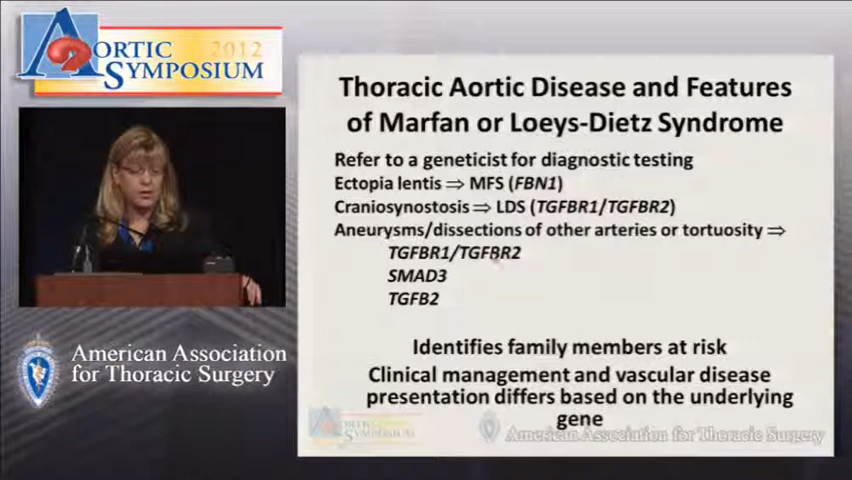 AORTIC 2012
SYMPOSIUM
Thoracic Aortic Disease and Features
of Marfan or Loeys-Dietz Syndrome
Refer to a geneticist for diagnostic testing
Ectopia lentis ⇒ MFS (FBN1)
Craniosynostosis ⇒ LDS (TGFBR1/TGFBR2)
Aneurysms/dissections of other arteries or tortuosity ⇒
TGFBR1/TGFBR2
SMAD3
TGFB2
Identifies family members at risk
Clinical management and vascular disease
presentation differs based on the underlying
gene
American Association
for Thoracic Surgery
AORTIC
SYMPOSIUM
American Association for Thoracic Surgery